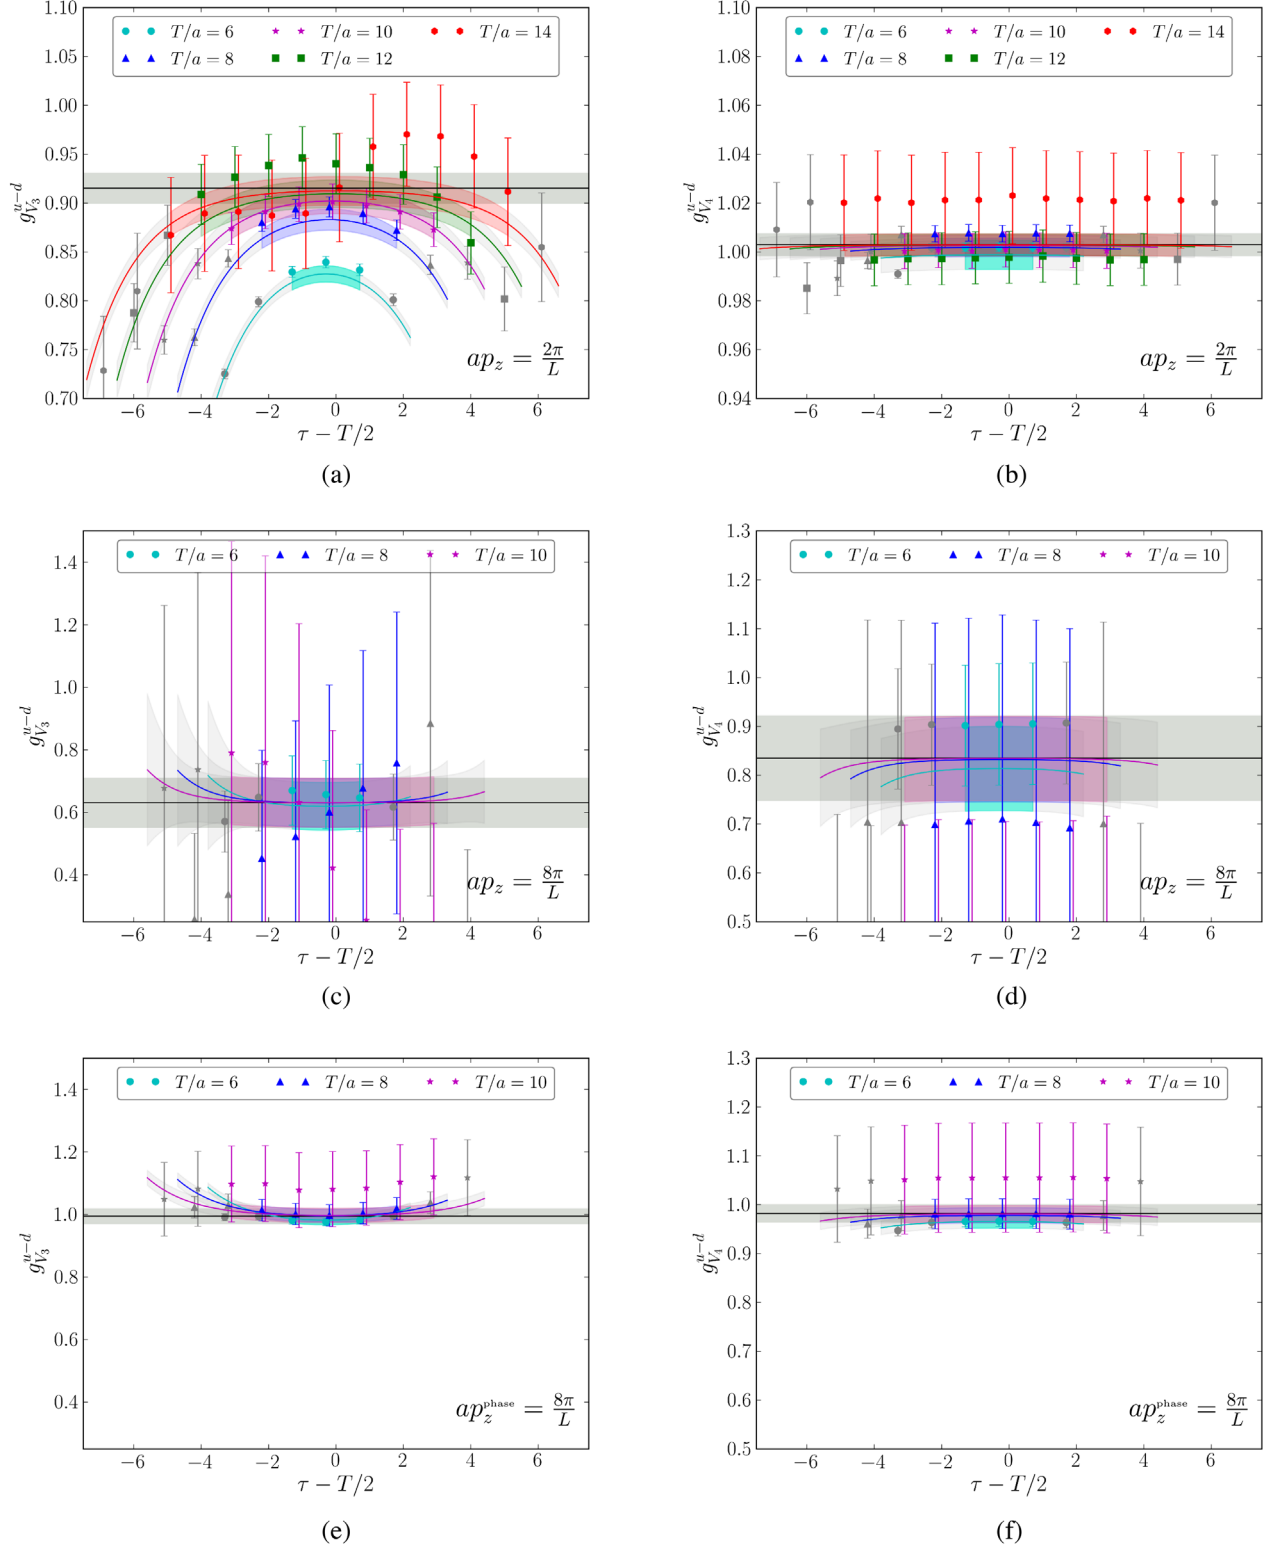 1.10
1.05
1.00
0.95
0.90
0.85
0.80
0.75
0.70
g_{V_3}^{u-d}
T/a = 6 T/a = 10 T/a = 14
T/a = 8 T/a = 12
ap_z = 2π/L
−6 −4 −2 0 2 4 6
τ − T/2
(a)
1.10
1.08
1.06
1.04
1.02
1.00
0.98
0.96
0.94
g_{V_4}^{u-d}
T/a = 6 T/a = 10 T/a = 14
T/a = 8 T/a = 12
ap_z = 2π/L
−6 −4 −2 0 2 4 6
τ − T/2
(b)
1.4
1.2
1.0
0.8
0.6
0.4
g_{V_3}^{u-d}
T/a = 6 T/a = 8 T/a = 10
ap_z = 8π/L
−6 −4 −2 0 2 4 6
τ − T/2
(c)
1.3
1.2
1.1
1.0
0.9
0.8
0.7
0.6
0.5
g_{V_4}^{u-d}
T/a = 6 T/a = 8 T/a = 10
ap_z = 8π/L
−6 −4 −2 0 2 4 6
τ − T/2
(d)
1.4
1.2
1.0
0.8
0.6
0.4
g_{V_3}^{u-d}
T/a = 6 T/a = 8 T/a = 10
ap_z^{phase} = 8π/L
−6 −4 −2 0 2 4 6
τ − T/2
(e)
1.3
1.2
1.1
1.0
0.9
0.8
0.7
0.6
0.5
g_{V_4}^{u-d}
T/a = 6 T/a = 8 T/a = 10
ap_z^{phase} = 8π/L
−6 −4 −2 0 2 4 6
τ − T/2
(f)